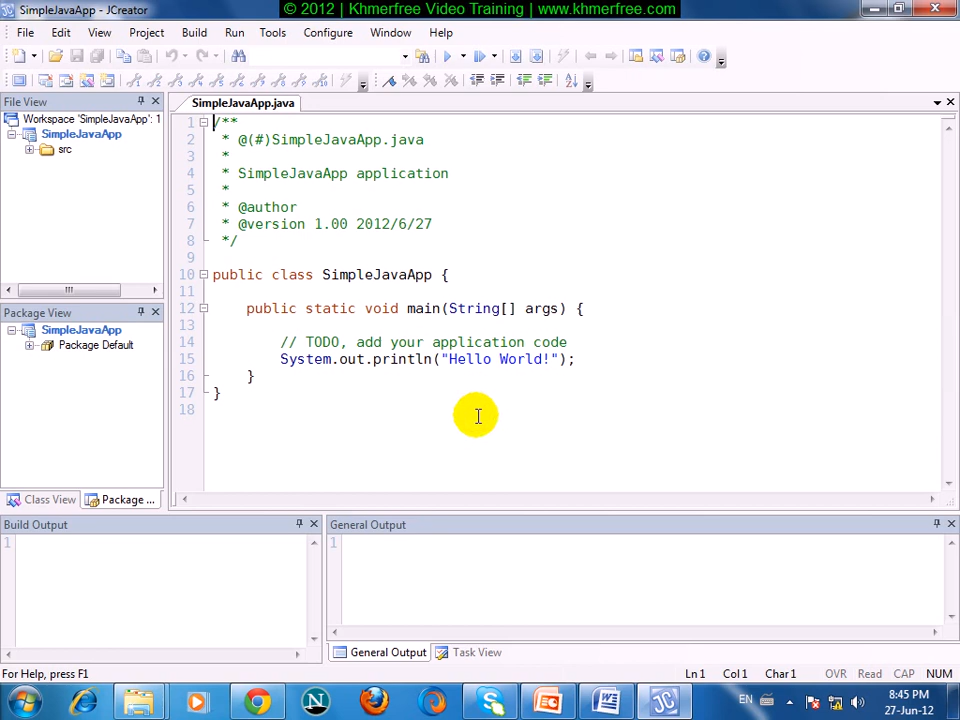 SimpleJavaApp - JCreator
© 2012 | Khmerfree Video Training | www.khmerfree.com
File Edit View Project Build Run Tools Configure Window Help
File View
Workspace 'SimpleJavaApp': 1
SimpleJavaApp
src
Package View
SimpleJavaApp
Package Default
Class View Package ...
SimpleJavaApp.java
1 /**
2 * @(#)SimpleJavaApp.java
3 *
4 * SimpleJavaApp application
5 *
6 * @author
7 * @version 1.00 2012/6/27
8 */
9
10 public class SimpleJavaApp {
11
12 public static void main(String[] args) {
13
14 // TODO, add your application code
15 System.out.println("Hello World!");
16 }
17 }
18
Build Output
1
General Output
1
General Output Task View
For Help, press F1
Ln 1 Col 1 Char 1 OVR Read CAP NUM
EN
8:45 PM
27-Jun-12